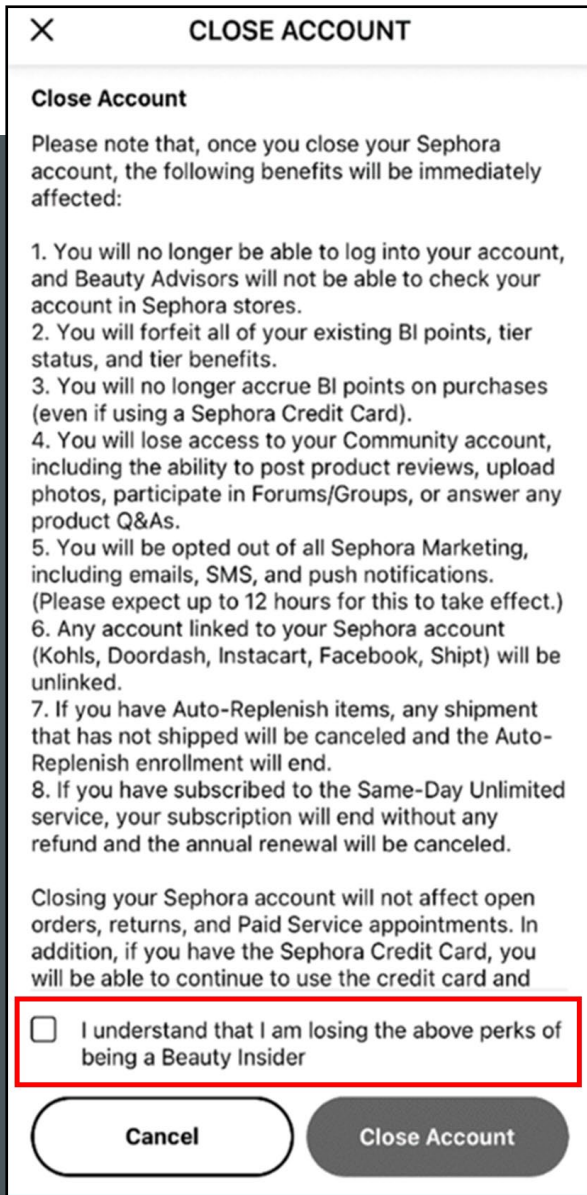 CLOSE ACCOUNT
Close Account
Please note that, once you close your Sephora
account, the following benefits will be immediately
affected:
1. You will no longer be able to log into your account,
and Beauty Advisors will not be able to check your
account in Sephora stores.
2. You will forfeit all of your existing BI points, tier
status, and tier benefits.
3. You will no longer accrue BI points on purchases
(even if using a Sephora Credit Card).
4. You will lose access to your Community account,
including the ability to post product reviews, upload
photos, participate in Forums/Groups, or answer any
product Q&As.
5. You will be opted out of all Sephora Marketing,
including emails, SMS, and push notifications.
(Please expect up to 12 hours for this to take effect.)
6. Any account linked to your Sephora account
(Kohls, Doordash, Instacart, Facebook, Shipt) will be
unlinked.
7. If you have Auto-Replenish items, any shipment
that has not shipped will be canceled and the Auto-
Replenish enrollment will end.
8. If you have subscribed to the Same-Day Unlimited
service, your subscription will end without any
refund and the annual renewal will be canceled.
Closing your Sephora account will not affect open
orders, returns, and Paid Service appointments. In
addition, if you have the Sephora Credit Card, you
will be able to continue to use the credit card and
I understand that I am losing the above perks of
being a Beauty Insider
Cancel
Close Account